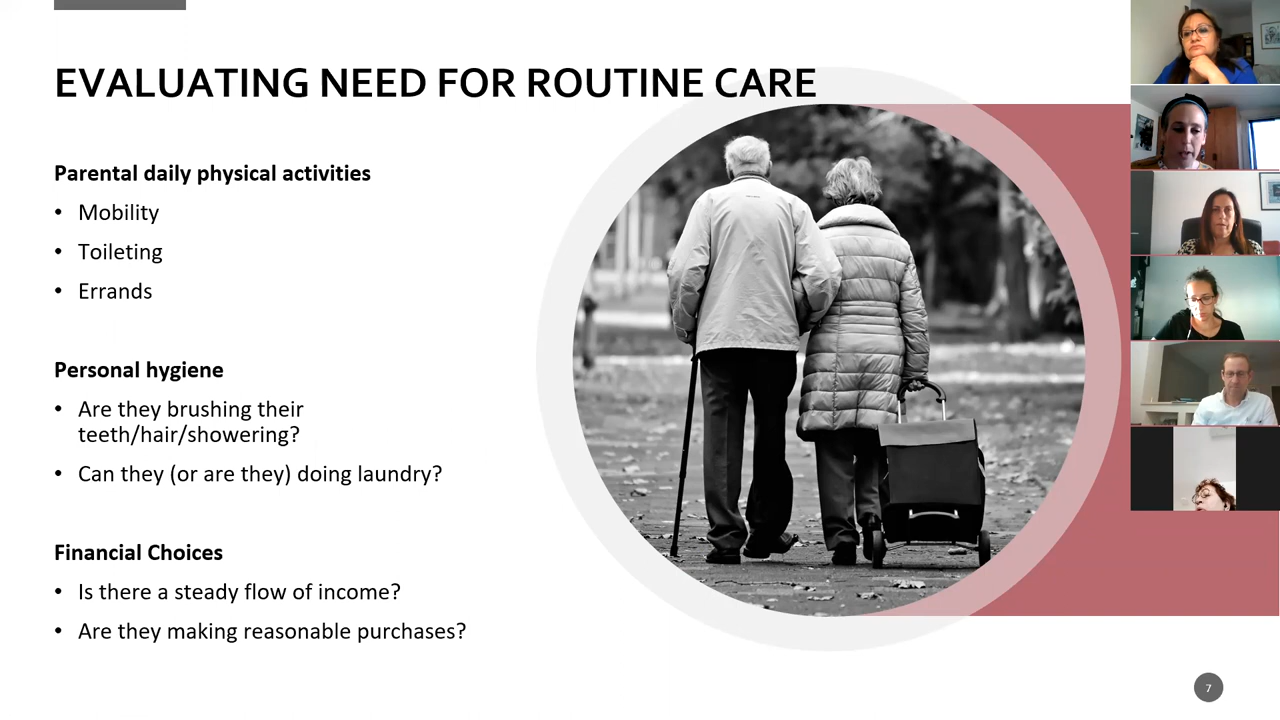 EVALUATING NEED FOR ROUTINE CARE
Parental daily physical activities
• Mobility
• Toileting
• Errands
Personal hygiene
• Are they brushing their
teeth/hair/showering?
• Can they (or are they) doing laundry?
Financial Choices
• Is there a steady flow of income?
• Are they making reasonable purchases?
7